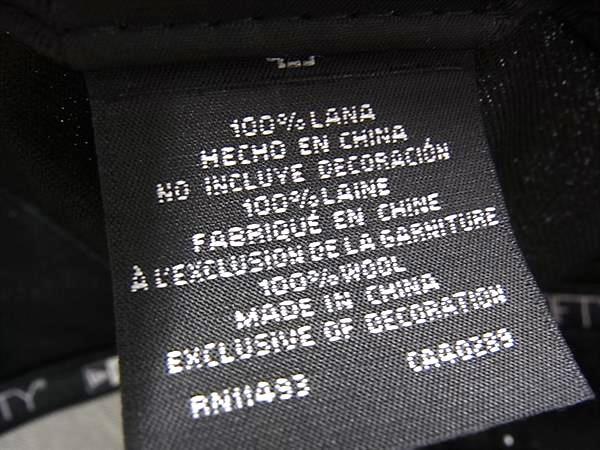 100% LANA
HECHO EN CHINA
NO INCLUYE DECORACIÓN
100% LAINE
FABRIQUÉ EN CHINE
À L'EXCLUSION DE LA GARNITURE
100% WOOL
MADE IN CHINA
EXCLUSIVE OF DECORATION
RN11493 CAA0399